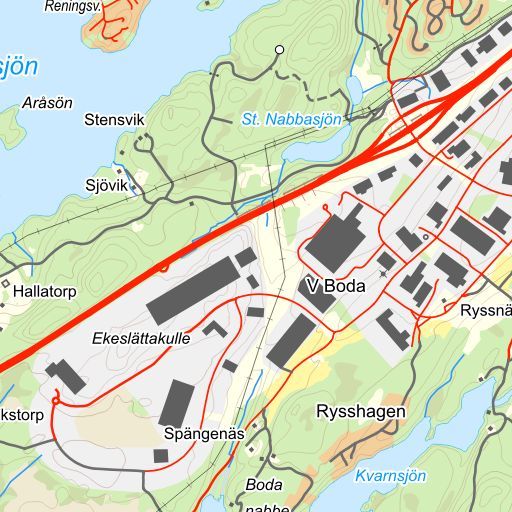 Reningsv.
sjön
Aråsön
Stensvik
St. Nabbasjön
Sjövik
Hallatorp
V Boda
Ryssnä
Ekeslättakulle
kstorp
Rysshagen
Spängenäs
Kvarnsjön
Boda
nabbe